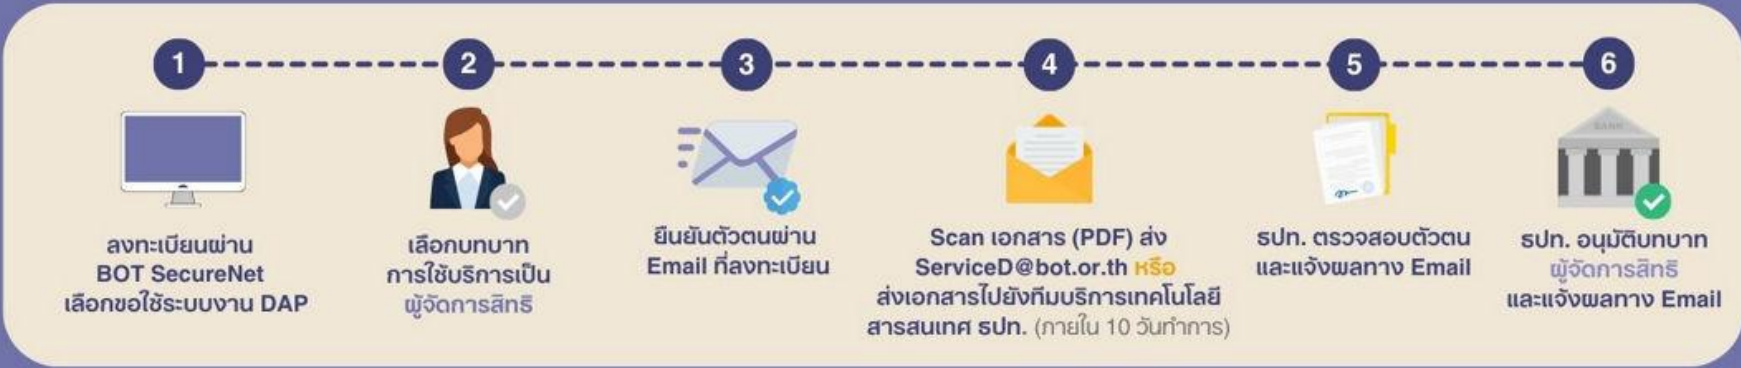 1
ลงทะเบียนผ่าน
BOT SecureNet
เลือกขอใช้ระบบงาน DAP
2
เลือกบทบาท
การใช้บริการเป็น
ผู้จัดการสิทธิ
3
ยืนยันตัวตนผ่าน
Email ที่ลงทะเบียน
4
Scan เอกสาร (PDF) ส่ง
ServiceD@bot.or.th หรือ
ส่งเอกสารไปยังทีมบริการเทคโนโลยี
สารสนเทศ ธปท. (ภายใน 10 วันทำการ)
5
ธปท. ตรวจสอบตัวตน
และแจ้งผลทาง Email
6
BANK
ธปท. อนุมัติบทบาท
ผู้จัดการสิทธิ
และแจ้งผลทาง Email